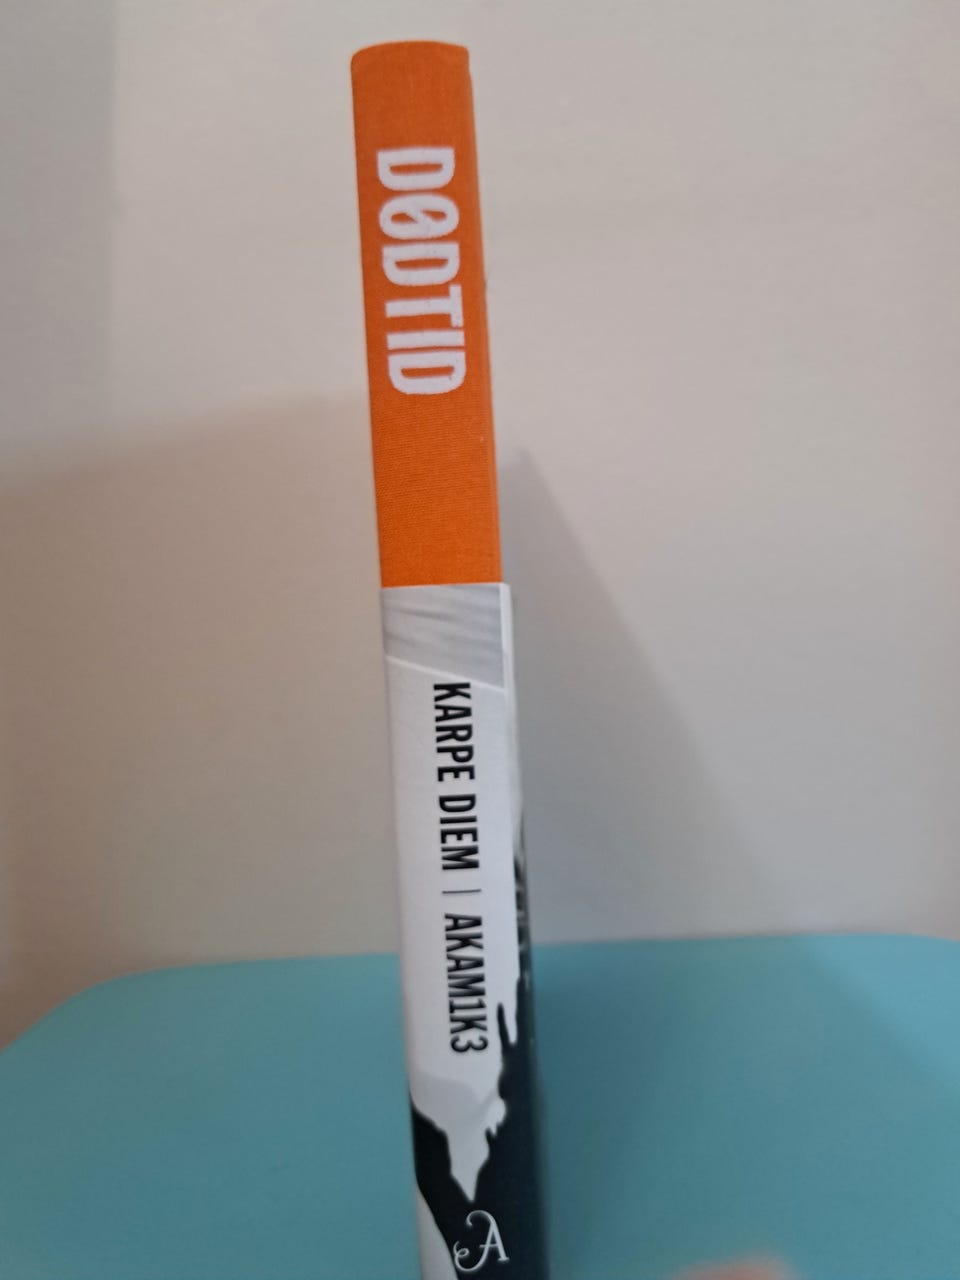 DØDTID
KARPE DIEM | AKAM1K3
A